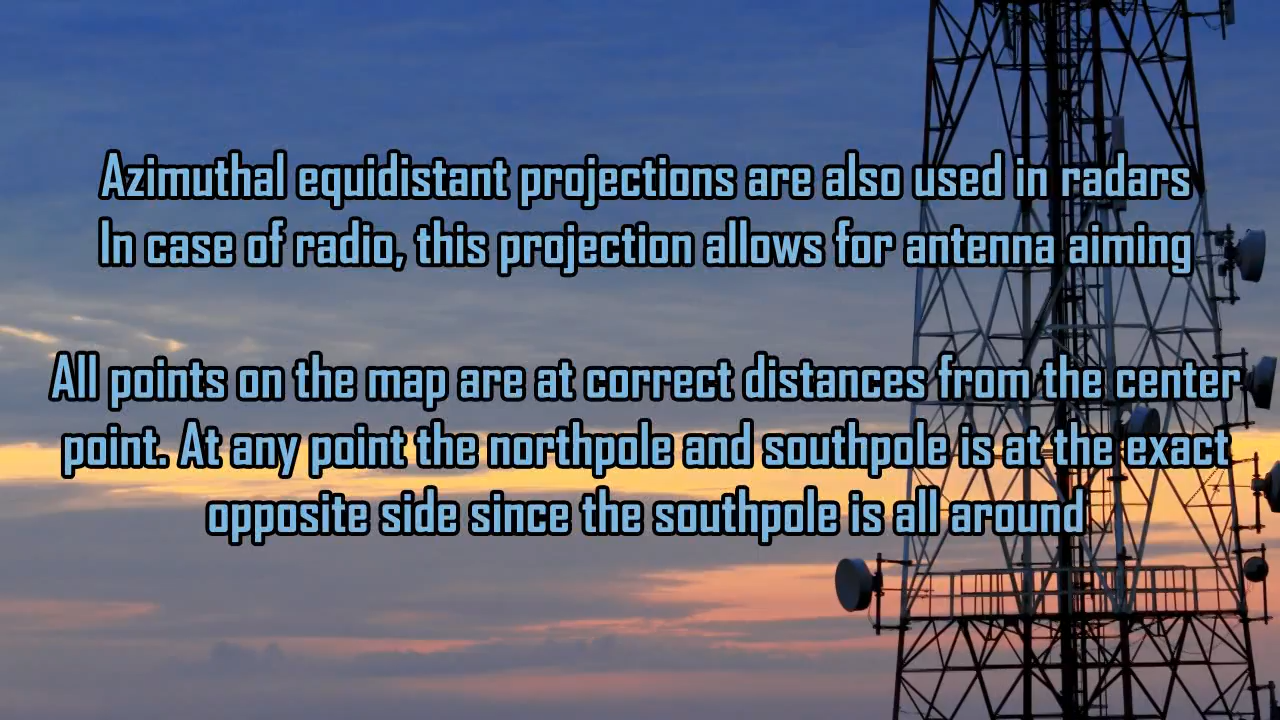 Azimuthal equidistant projections are also used in radars
In case of radio, this projection allows for antenna aiming
All points on the map are at correct distances from the center
point. At any point the northpole and southpole is at the exact
opposite side since the southpole is all around